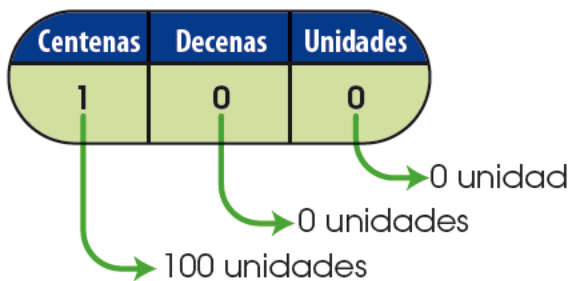 Centenas Decenas Unidades
1 0 0
0 unidad
0 unidades
100 unidades